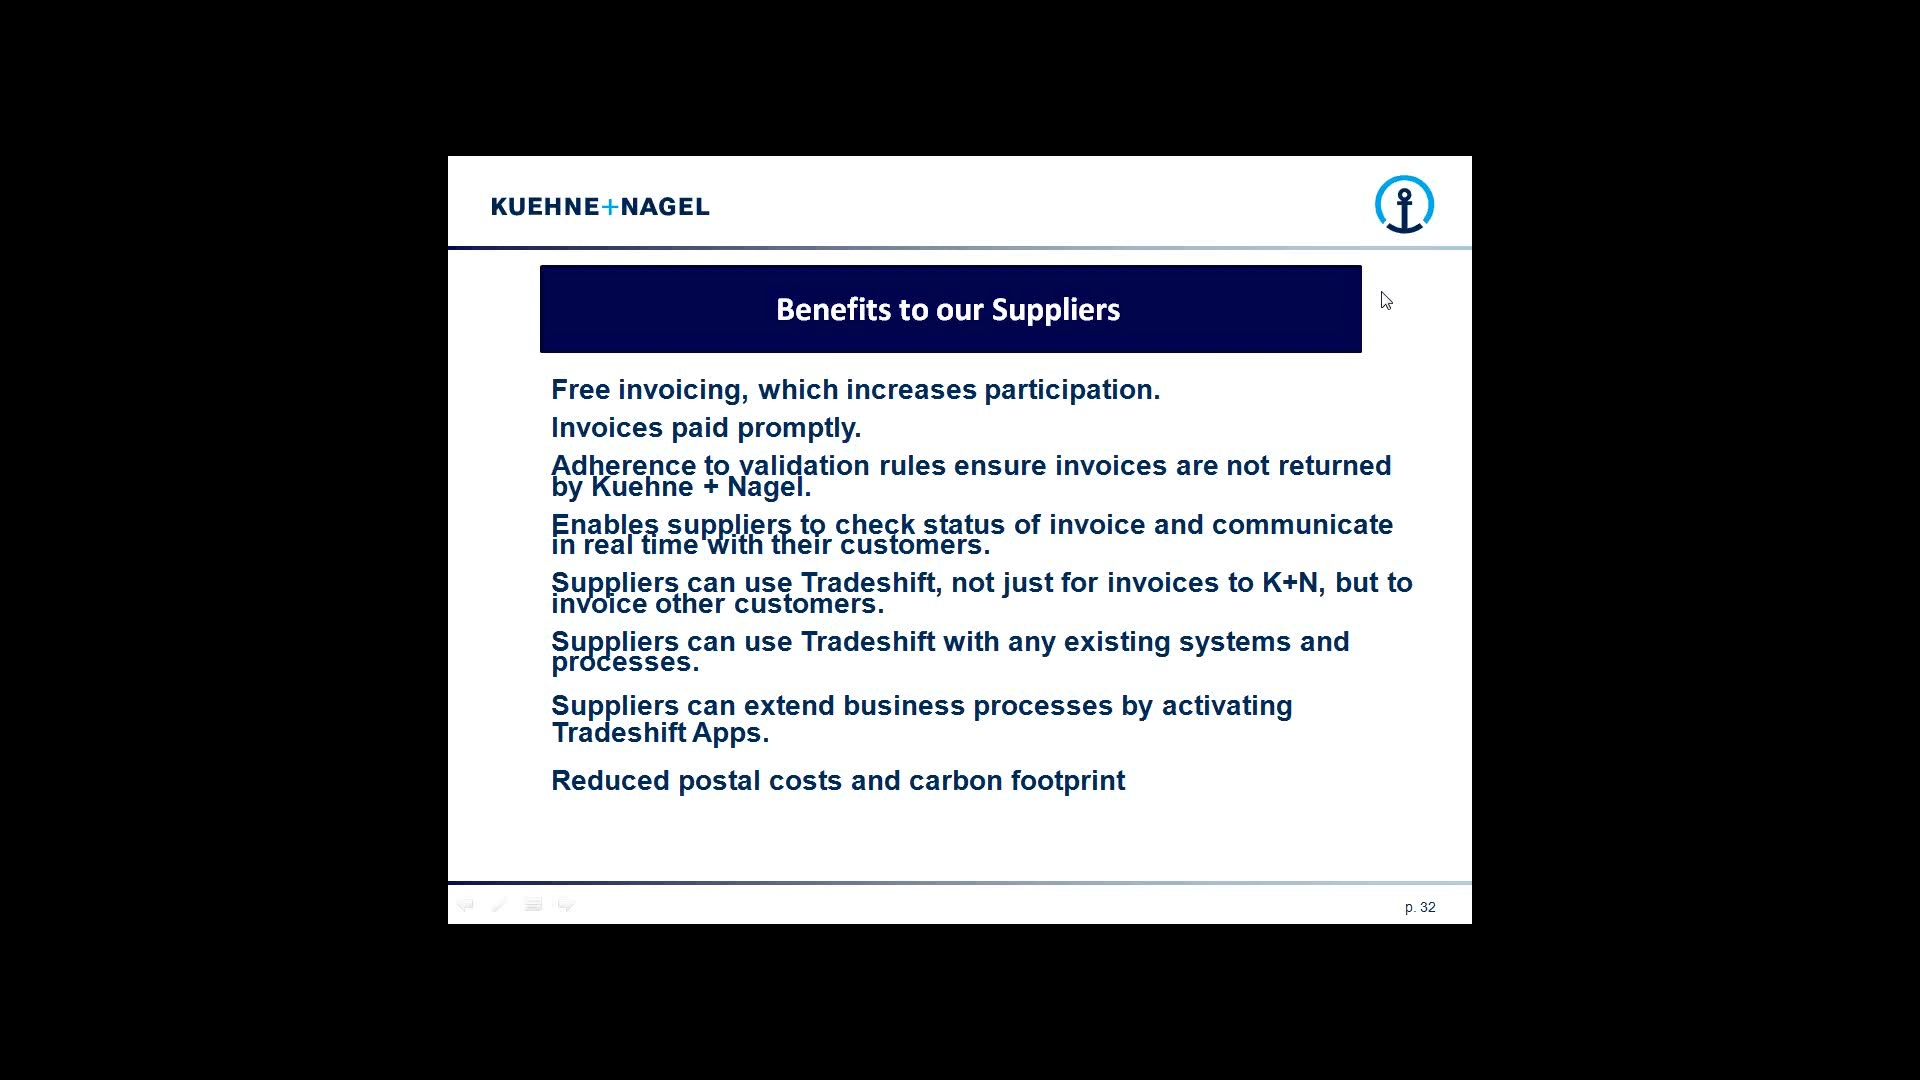 KUEHNE+NAGEL
Benefits to our Suppliers
Free invoicing, which increases participation.
Invoices paid promptly.
Adherence to validation rules ensure invoices are not returned
by Kuehne + Nagel.
Enables suppliers to check status of invoice and communicate
in real time with their customers.
Suppliers can use Tradeshift, not just for invoices to K+N, but to
invoice other customers.
Suppliers can use Tradeshift with any existing systems and
processes.
Suppliers can extend business processes by activating
Tradeshift Apps.
Reduced postal costs and carbon footprint
p. 32